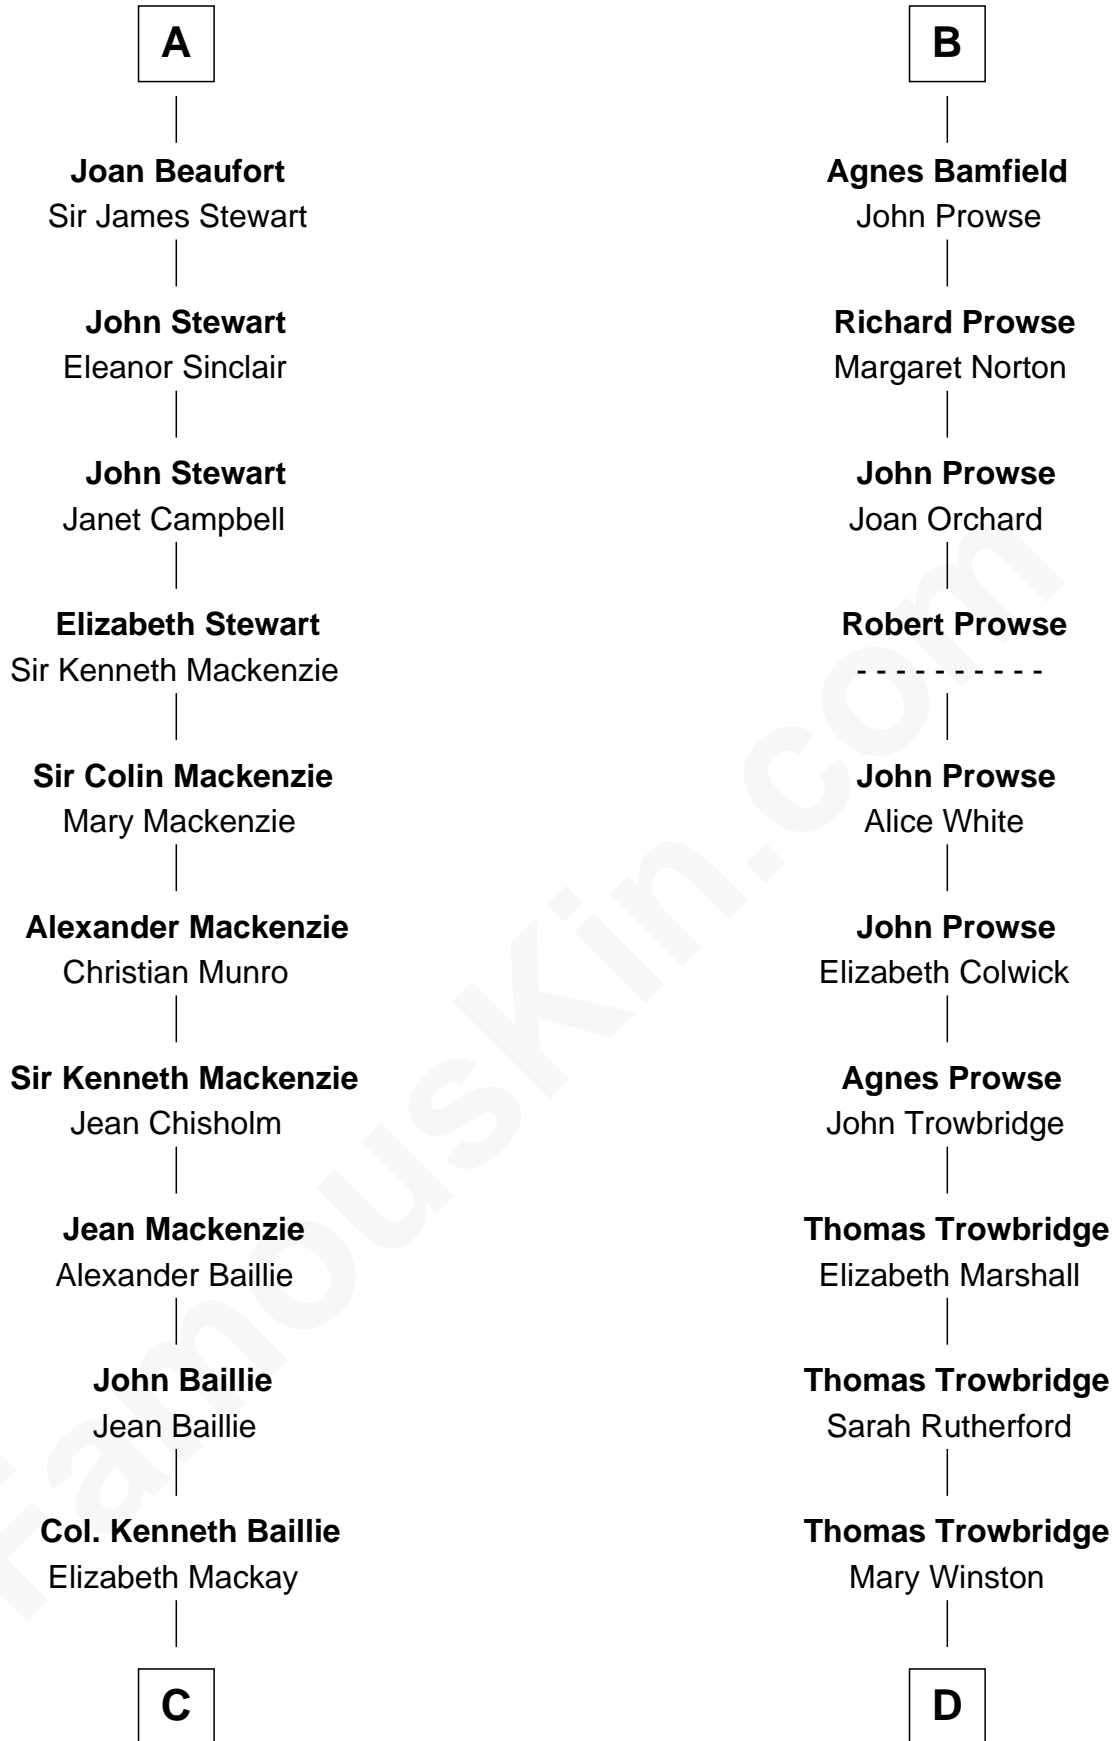 A
Joan Beaufort
Sir James Stewart
John Stewart
Eleanor Sinclair
John Stewart
Janet Campbell
Elizabeth Stewart
Sir Kenneth Mackenzie
Sir Colin Mackenzie
Mary Mackenzie
Alexander Mackenzie
Christian Munro
Sir Kenneth Mackenzie
Jean Chisholm
Jean Mackenzie
Alexander Baillie
John Baillie
Jean Baillie
Col. Kenneth Baillie
Elizabeth Mackay
C
B
Agnes Bamfield
John Prowse
Richard Prowse
Margaret Norton
John Prowse
Joan Orchard
Robert Prowse
- - - - - - - - - -
John Prowse
Alice White
John Prowse
Elizabeth Colwick
Agnes Prowse
John Trowbridge
Thomas Trowbridge
Elizabeth Marshall
Thomas Trowbridge
Sarah Rutherford
Thomas Trowbridge
Mary Winston
D
FamousKin.com